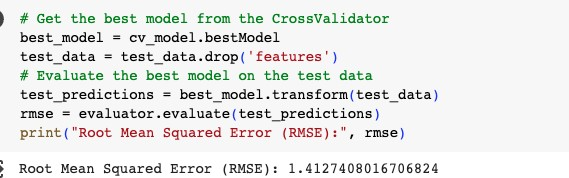 # Get the best model from the CrossValidator
best_model = cv_model.bestModel
test_data = test_data.drop('features')
# Evaluate the best model on the test data
test_predictions = best_model.transform(test_data)
rmse = evaluator.evaluate(test_predictions)
print("Root Mean Squared Error (RMSE):", rmse)
Root Mean Squared Error (RMSE): 1.4127408016706824